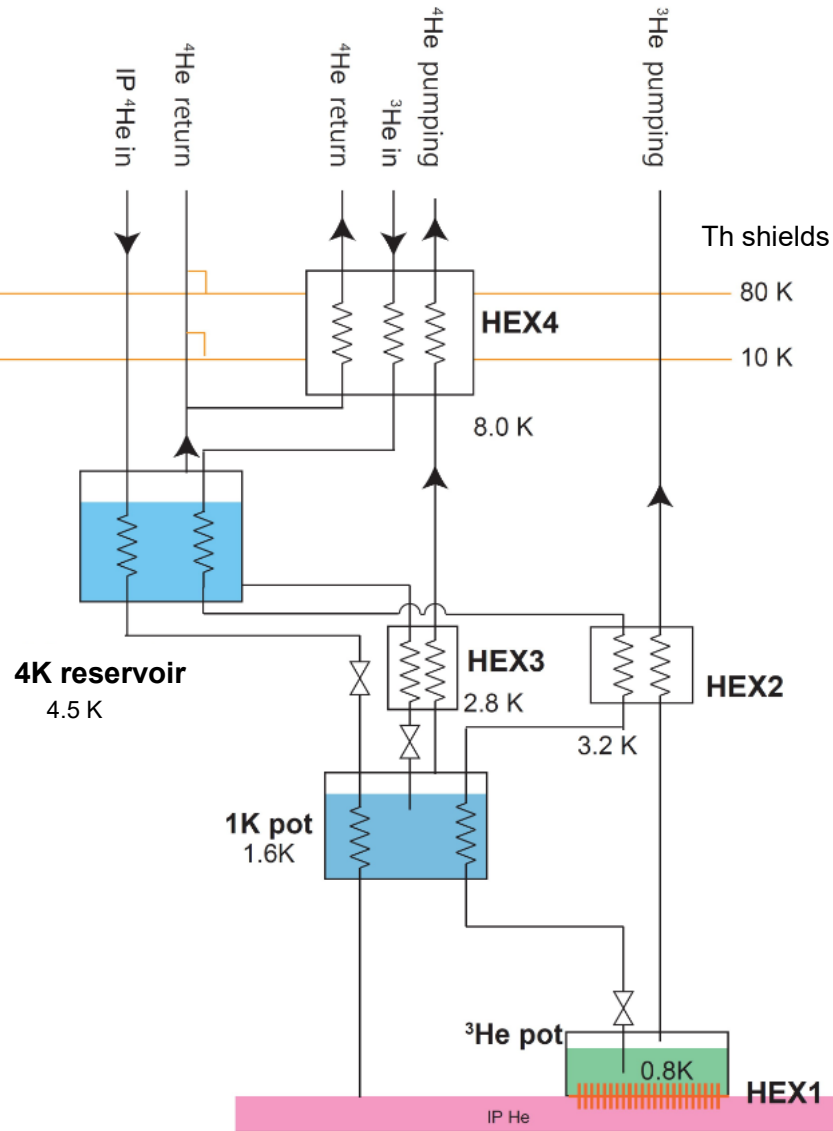 IP ⁴He in
⁴He return
⁴He return
³He in
⁴He pumping
³He pumping
Th shields
80 K
HEX4
10 K
8.0 K
4K reservoir
4.5 K
HEX3
2.8 K
HEX2
3.2 K
1K pot
1.6K
³He pot
0.8K
HEX1
IP He